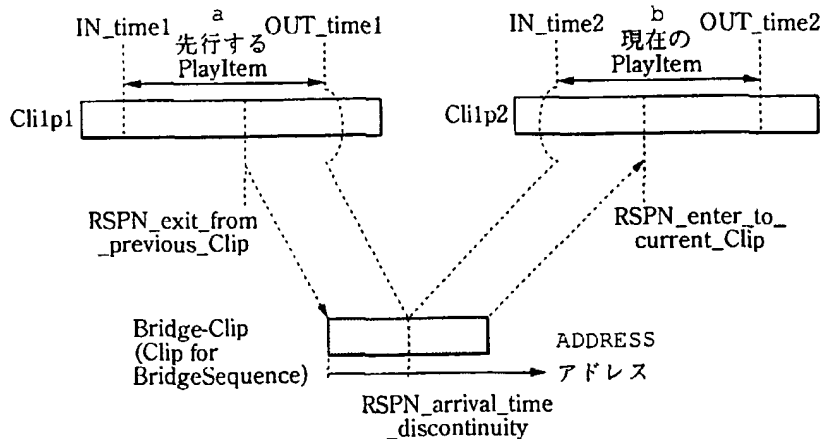 a
IN_time1
先行する
OUT_time1
PlayItem
b
IN_time2
現在の
OUT_time2
PlayItem
Cli1p1
Cli1p2
RSPN_exit_from
_previous_Clip
RSPN_enter_to_
current_Clip
Bridge-Clip
(Clip for
BridgeSequence)
ADDRESS
アドレス
RSPN_arrival_time
_discontinuity